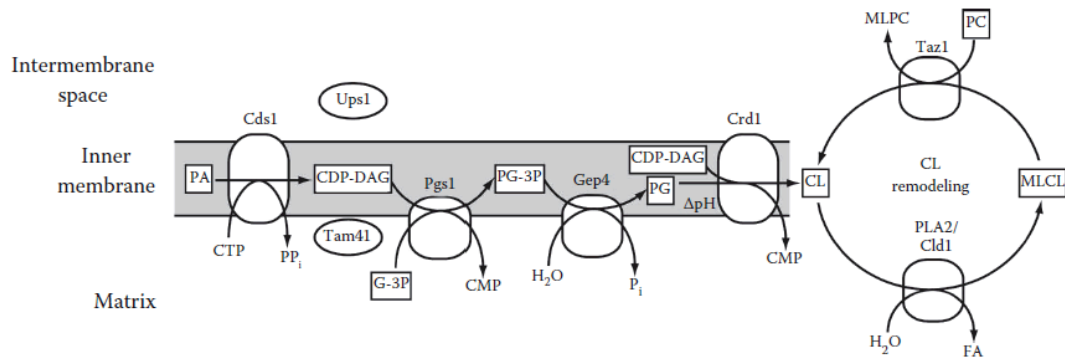 MLPC
PC
Taz1
Intermembrane
space
Ups1
Cds1
Crd1
Inner
membrane
PA
CDP-DAG
Pgs1
PG-3P
Gep4
CDP-DAG
PG
ΔpH
CL
CL
remodeling
MLCL
CTP
PPi
Tam41
G-3P
CMP
H2O
Pi
CMP
PLA2/
Cld1
Matrix
H2O
FA